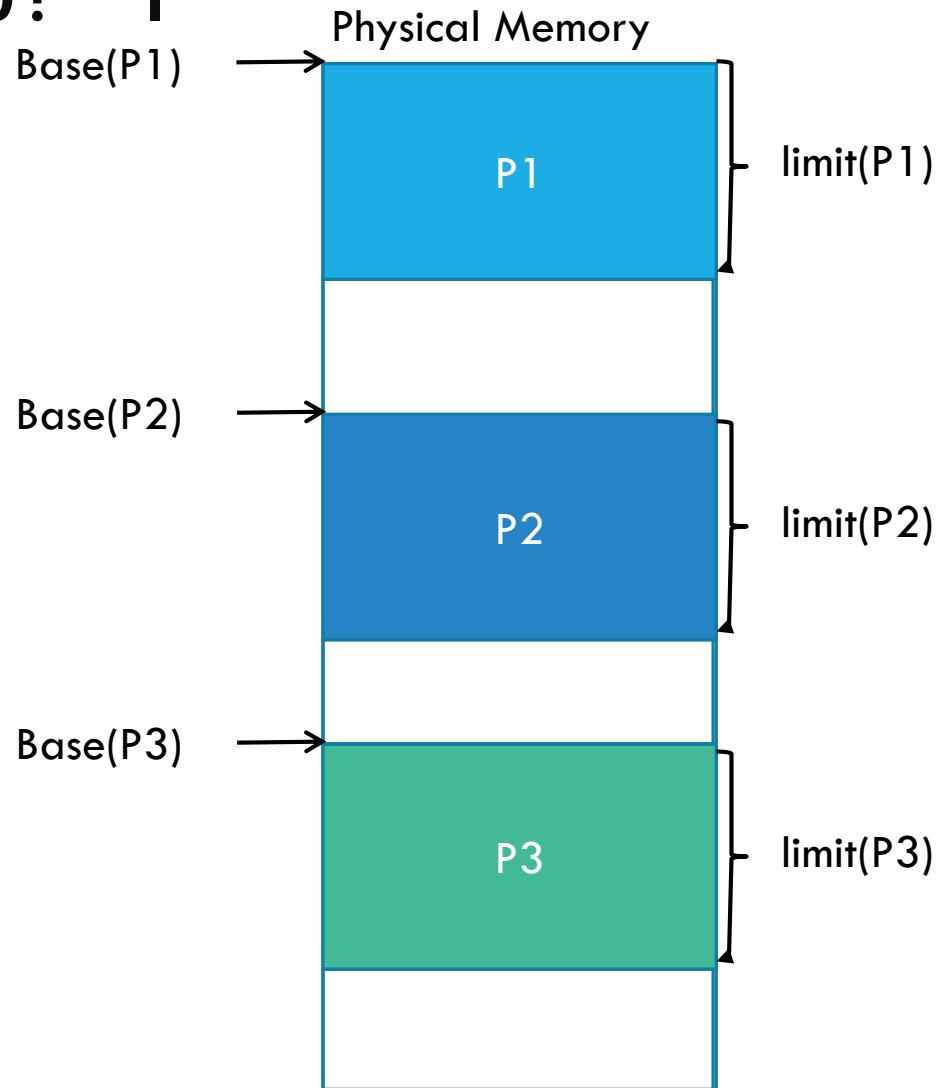 Physical Memory
Base(P1)
P1
limit(P1)
Base(P2)
P2
limit(P2)
Base(P3)
P3
limit(P3)